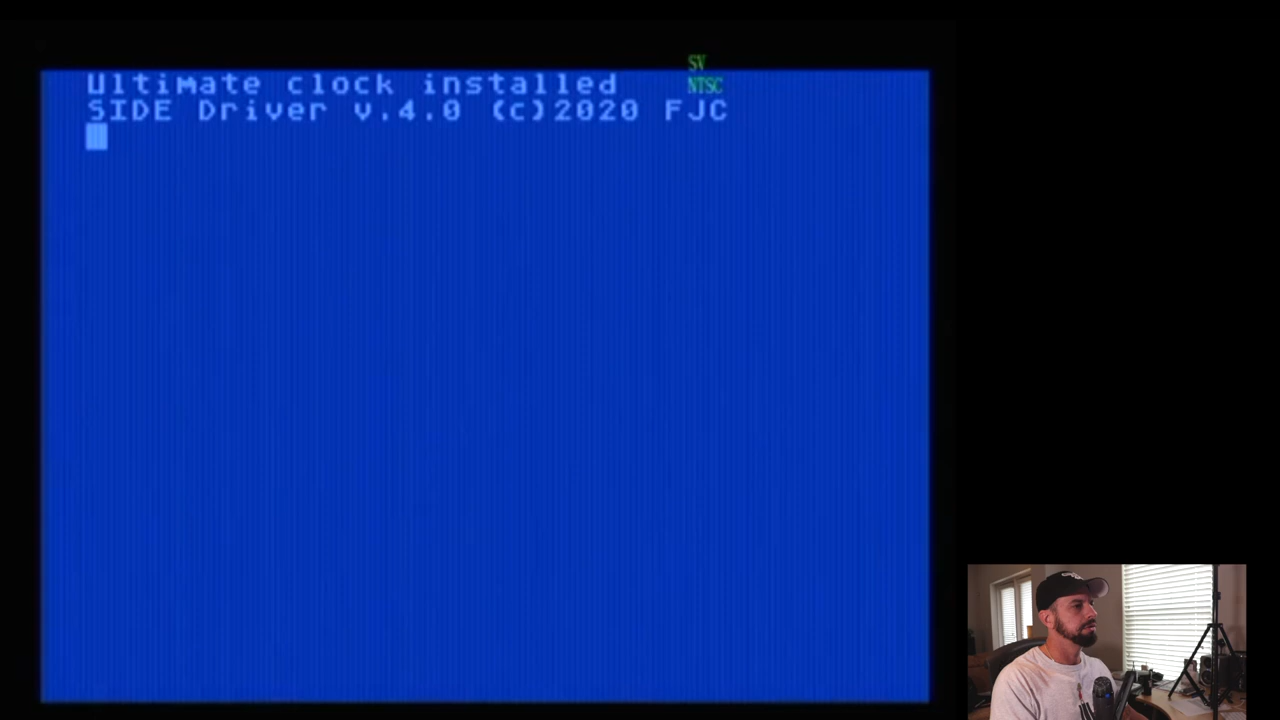 SV
NTSC
Ultimate clock installed
SIDE Driver v.4.0 (c)2020 FJC